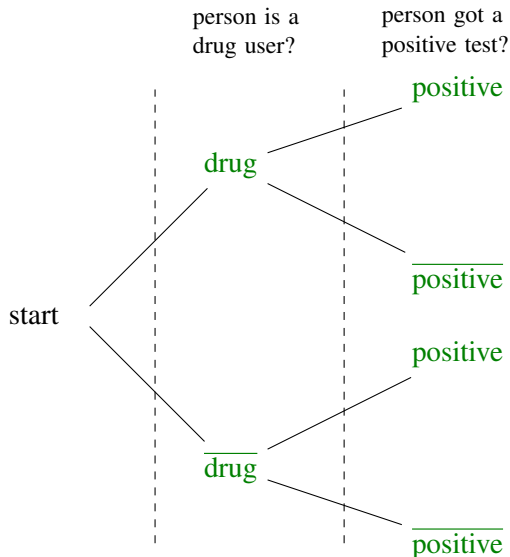 person is a
drug user?
person got a
positive test?
positive
drug
positive
start
positive
drug
positive